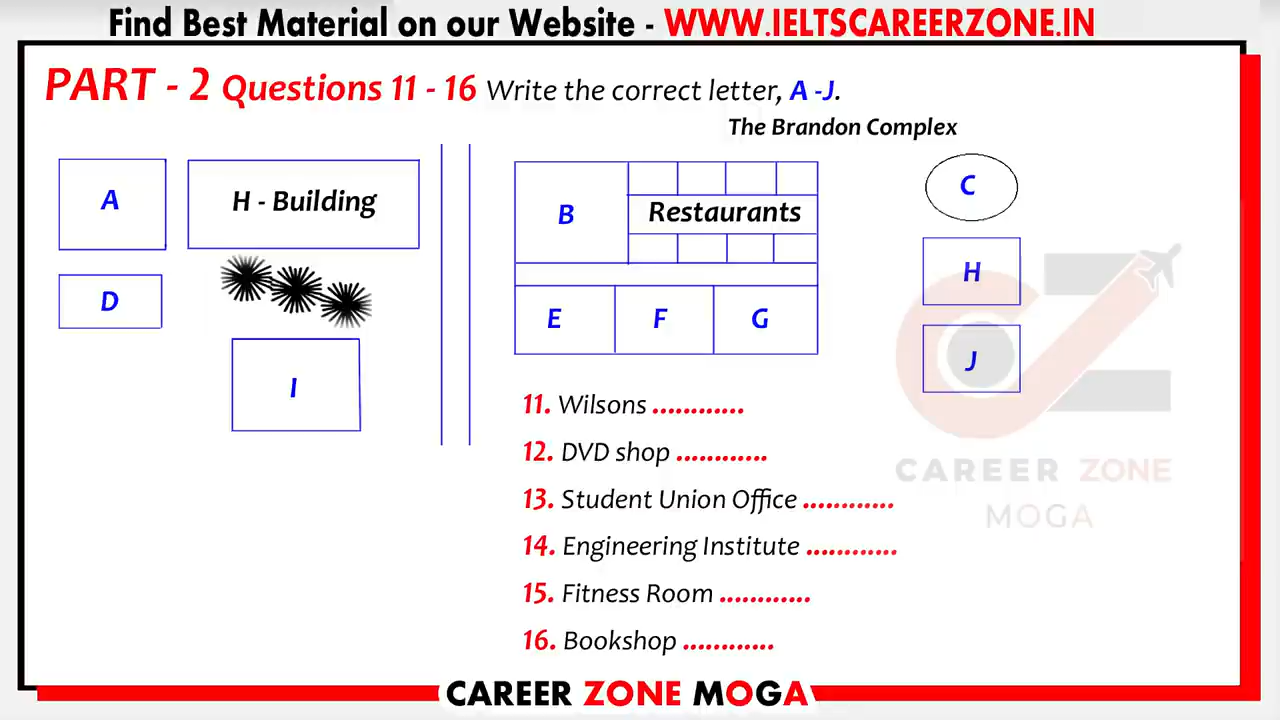 Find Best Material on our Website - WWW.IELTSCAREERZONE.IN
PART - 2 Questions 11 - 16 Write the correct letter, A -J.
The Brandon Complex
A
H - Building
B
Restaurants
C
D
E
F
G
H
I
J
11. Wilsons ............
12. DVD shop ............
13. Student Union Office ............
14. Engineering Institute ............
15. Fitness Room ............
16. Bookshop ............
CAREER ZONE
MOGA
CAREER ZONE MOGA